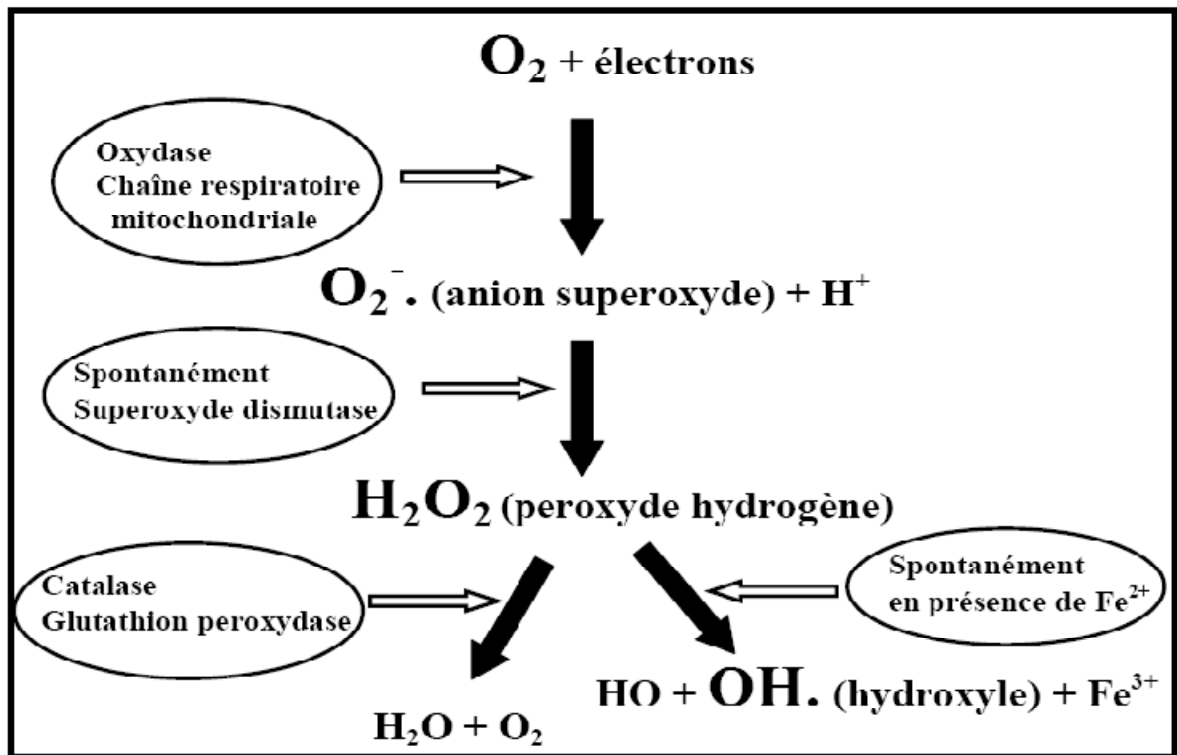 O₂ + électrons
Oxydase
Chaîne respiratoire
mitochondriale
O₂⁻. (anion superoxyde) + H⁺
Spontanément
Superoxyde dismutase
H₂O₂ (peroxyde hydrogène)
Catalase
Glutathion peroxydase
Spontanément
en présence de Fe²⁺
HO + OH. (hydroxyle) + Fe³⁺
H₂O + O₂